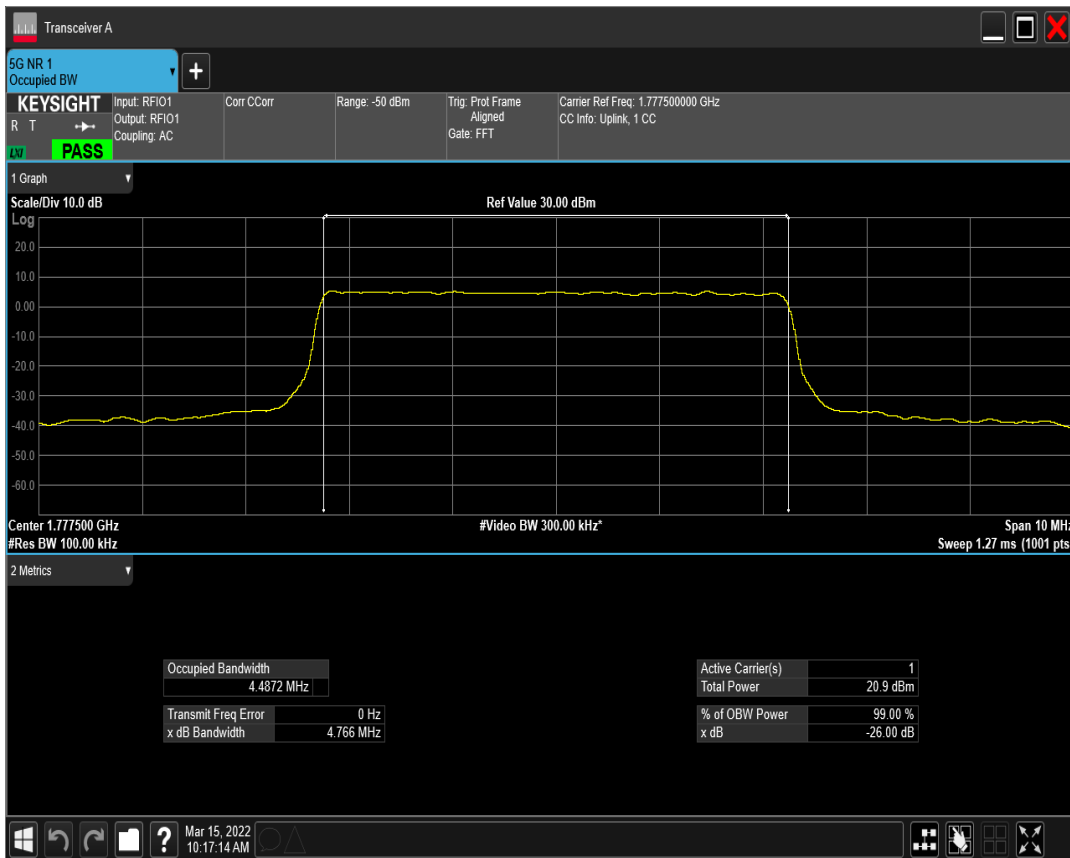 Transceiver A
5G NR 1
Occupied BW
+
KEYSIGHT
R T
LXI
PASS
Input: RFIO1
Output: RFIO1
Coupling: AC
Corr CCorr
Range: -50 dBm
Trig: Prot Frame
Aligned
Gate: FFT
Carrier Ref Freq: 1.777500000 GHz
CC Info: Uplink, 1 CC
1 Graph
Scale/Div 10.0 dB
Ref Value 30.00 dBm
Log
20.0
10.0
0.00
-10.0
-20.0
-30.0
-40.0
-50.0
-60.0
Center 1.777500 GHz
#Video BW 300.00 kHz*
Span 10 MHz
#Res BW 100.00 kHz
Sweep 1.27 ms (1001 pts
2 Metrics
Occupied Bandwidth
4.4872 MHz
Transmit Freq Error 0 Hz
x dB Bandwidth 4.766 MHz
Active Carrier(s) 1
Total Power 20.9 dBm
% of OBW Power 99.00 %
x dB -26.00 dB
?
Mar 15, 2022
10:17:14 AM